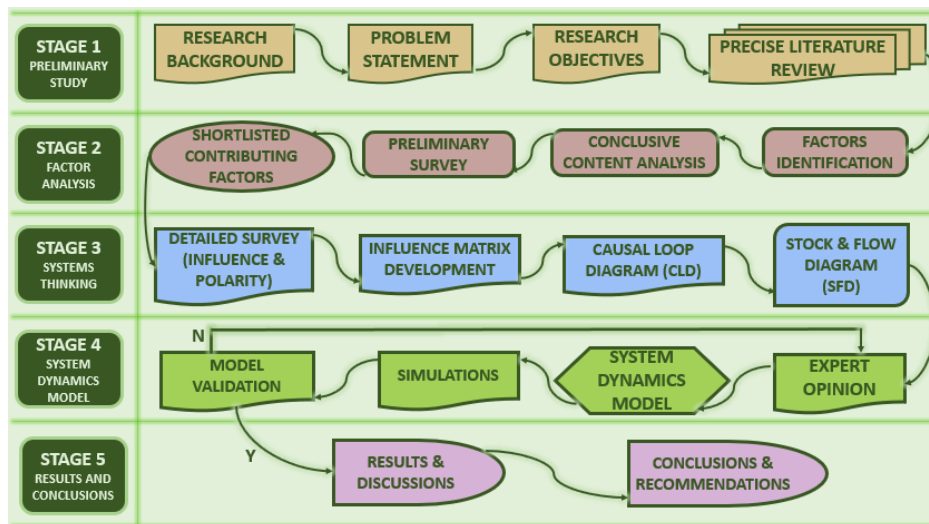 STAGE 1
PRELIMINARY
STUDY
RESEARCH
BACKGROUND
PROBLEM
STATEMENT
RESEARCH
OBJECTIVES
PRECISE LITERATURE
REVIEW
STAGE 2
FACTOR
ANALYSIS
SHORTLISTED
CONTRIBUTING
FACTORS
PRELIMINARY
SURVEY
CONCLUSIVE
CONTENT ANALYSIS
FACTORS
IDENTIFICATION
STAGE 3
SYSTEMS
THINKING
DETAILED SURVEY
(INFLUENCE &
POLARITY)
INFLUENCE MATRIX
DEVELOPMENT
CAUSAL LOOP
DIAGRAM (CLD)
STOCK & FLOW
DIAGRAM
(SFD)
STAGE 4
SYSTEM
DYNAMICS
MODEL
N
MODEL
VALIDATION
SIMULATIONS
SYSTEM
DYNAMICS
MODEL
EXPERT
OPINION
STAGE 5
RESULTS AND
CONCLUSIONS
Y
RESULTS &
DISCUSSIONS
CONCLUSIONS &
RECOMMENDATIONS